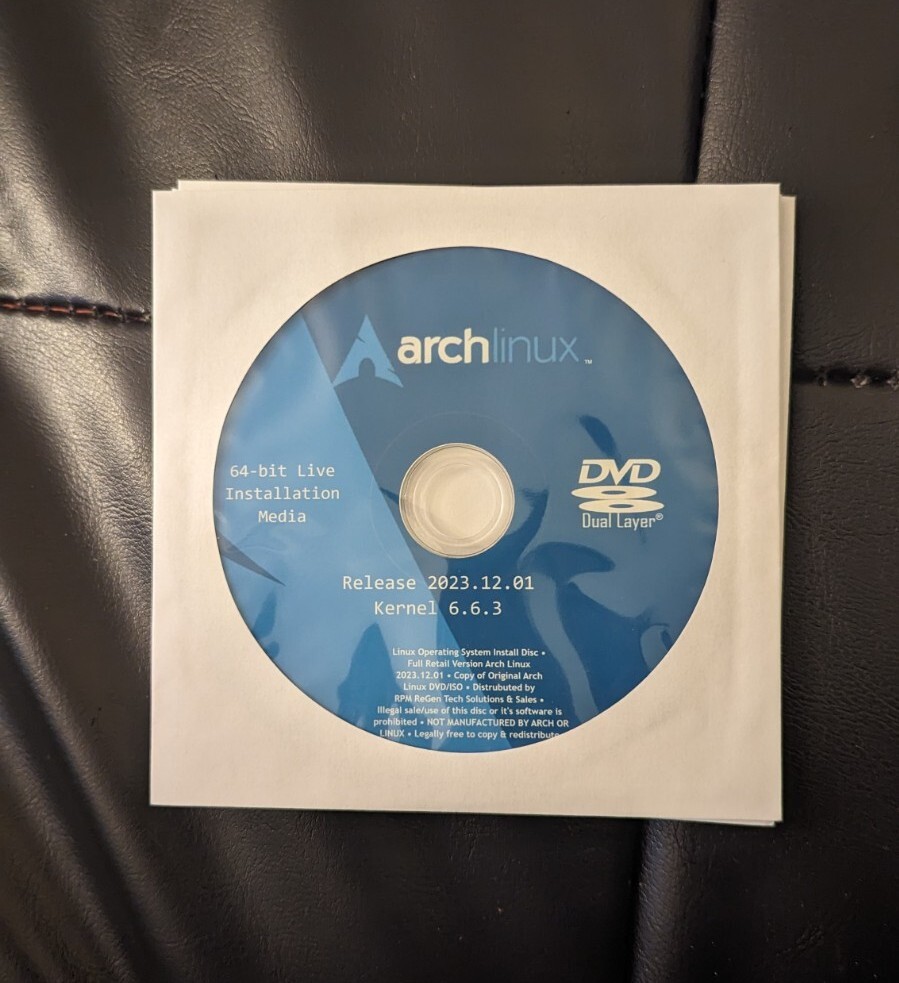 archlinux™
64-bit Live
Installation
Media
DVD
Dual Layer®
Release 2023.12.01
Kernel 6.6.3
Linux Operating System Install Disc •
Full Retail Version Arch Linux
2023.12.01 • Copy of Original Arch
Linux DVD/ISO • Distrubuted by
RPM ReGen Tech Solutions & Sales •
Illegal sale/use of this disc or it's software is
prohibited • NOT MANUFACTURED BY ARCH OR
LINUX • Legally free to copy & redistribute